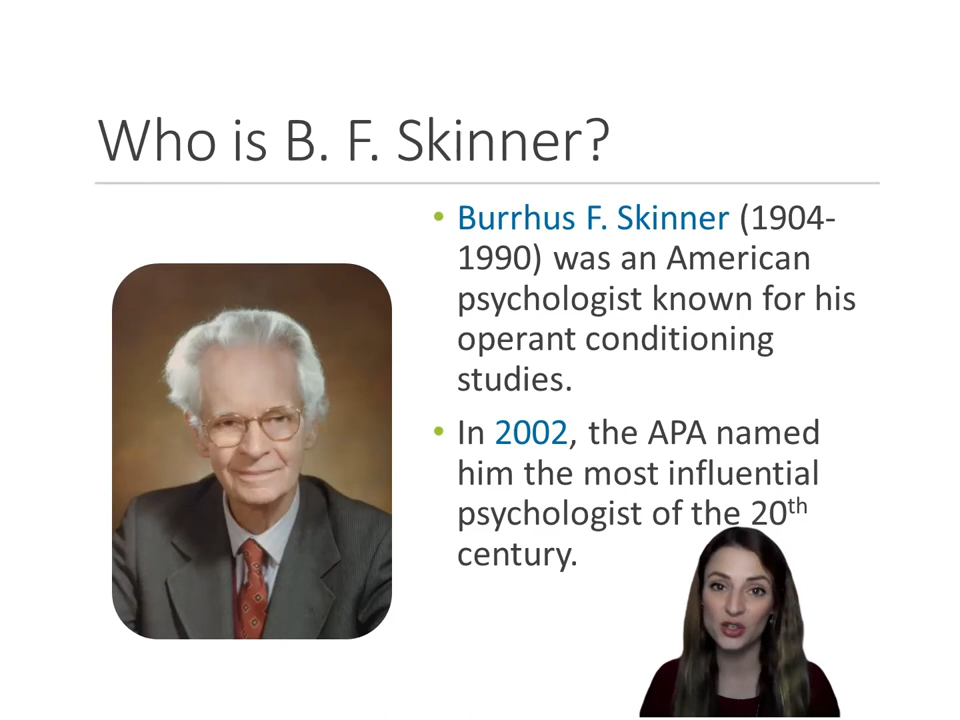 Who is B. F. Skinner?
• Burrhus F. Skinner (1904-
1990) was an American
psychologist known for his
operant conditioning
studies.
• In 2002, the APA named
him the most influential
psychologist of the 20th
century.